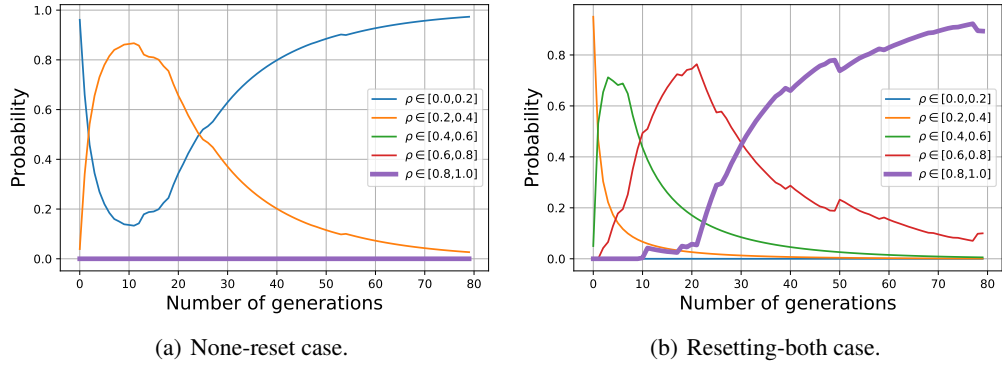 1.0
0.8
0.6
0.4
0.2
0.0
Probability
ρ ∈ [0.0,0.2]
ρ ∈ [0.2,0.4)
ρ ∈ [0.4,0.6)
ρ ∈ [0.6,0.8)
ρ ∈ [0.8,1.0]
0 10 20 30 40 50 60 70 80
Number of generations
(a) None-reset case.
0.8
0.6
0.4
0.2
0.0
Probability
ρ ∈ [0.0,0.2]
ρ ∈ [0.2,0.4)
ρ ∈ [0.4,0.6)
ρ ∈ [0.6,0.8)
ρ ∈ [0.8,1.0]
0 10 20 30 40 50 60 70 80
Number of generations
(b) Resetting-both case.